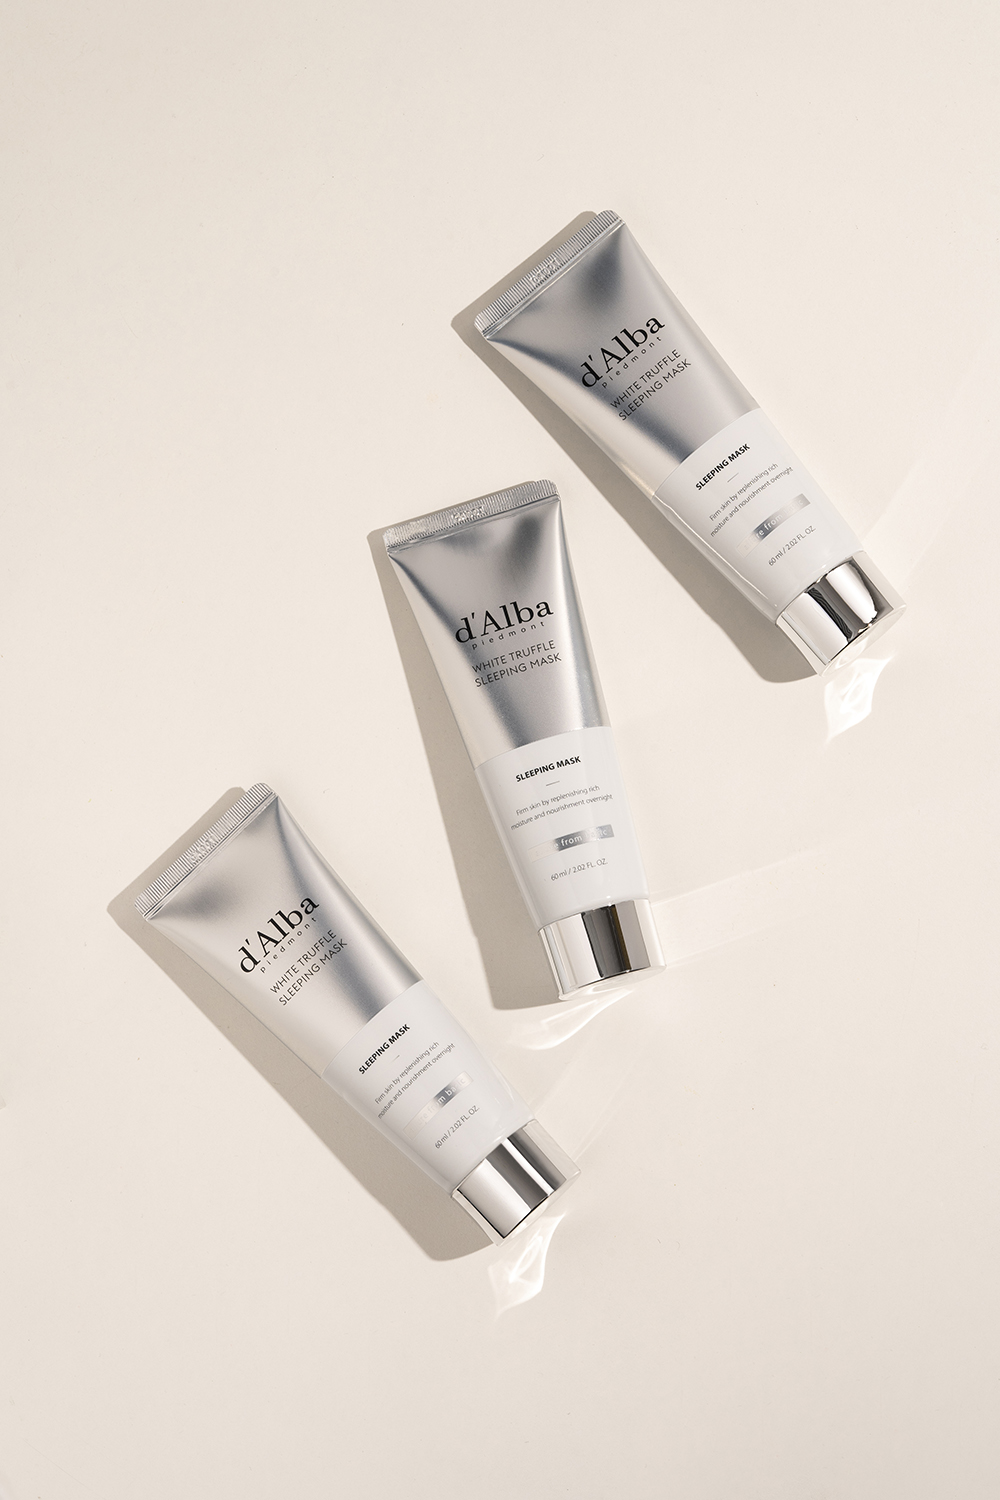 d'Alba
piedmont
WHITE TRUFFLE
SLEEPING MASK
SLEEPING MASK
Firm skin by replenishing rich
moisture and nourishment overnight
from
60 ml / 2.02 FL. OZ.
d'Alba
piedmont
WHITE TRUFFLE
SLEEPING MASK
SLEEPING MASK
Firm skin by replenishing rich
moisture and nourishment overnight
from
60 ml / 2.02 FL. OZ.
d'Alba
piedmont
WHITE TRUFFLE
SLEEPING MASK
SLEEPING MASK
Firm skin by replenishing rich
moisture and nourishment overnight
60 ml / 2.02 FL. OZ.